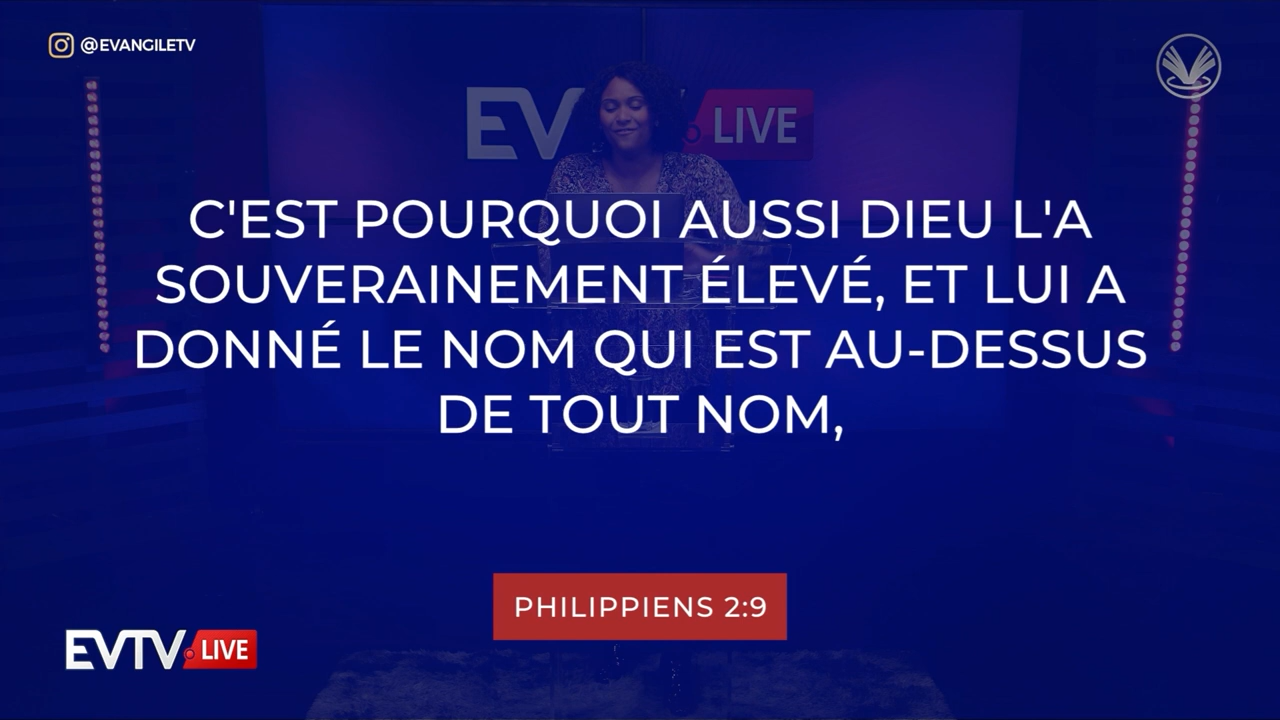 @EVANGILETV
EV LIVE
C'EST POURQUOI AUSSI DIEU L'A
SOUVERAINEMENT ÉLEVÉ, ET LUI A
DONNÉ LE NOM QUI EST AU-DESSUS
DE TOUT NOM,
PHILIPPIENS 2:9
EVTV LIVE